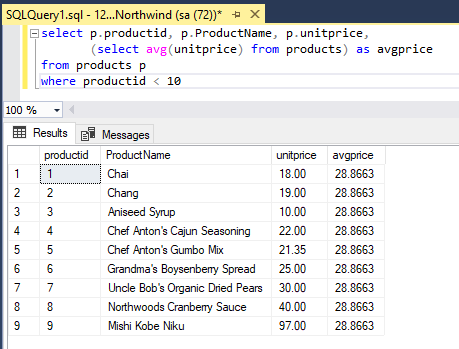 SQLQuery1.sql - 12...Northwind (sa (72))*
select p.productid, p.ProductName, p.unitprice,
(select avg(unitprice) from products) as avgprice
from products p
where productid < 10
100 %
Results Messages
productid ProductName unitprice avgprice
1 1 Chai 18.00 28.8663
2 2 Chang 19.00 28.8663
3 3 Aniseed Syrup 10.00 28.8663
4 4 Chef Anton's Cajun Seasoning 22.00 28.8663
5 5 Chef Anton's Gumbo Mix 21.35 28.8663
6 6 Grandma's Boysenberry Spread 25.00 28.8663
7 7 Uncle Bob's Organic Dried Pears 30.00 28.8663
8 8 Northwoods Cranberry Sauce 40.00 28.8663
9 9 Mishi Kobe Niku 97.00 28.8663